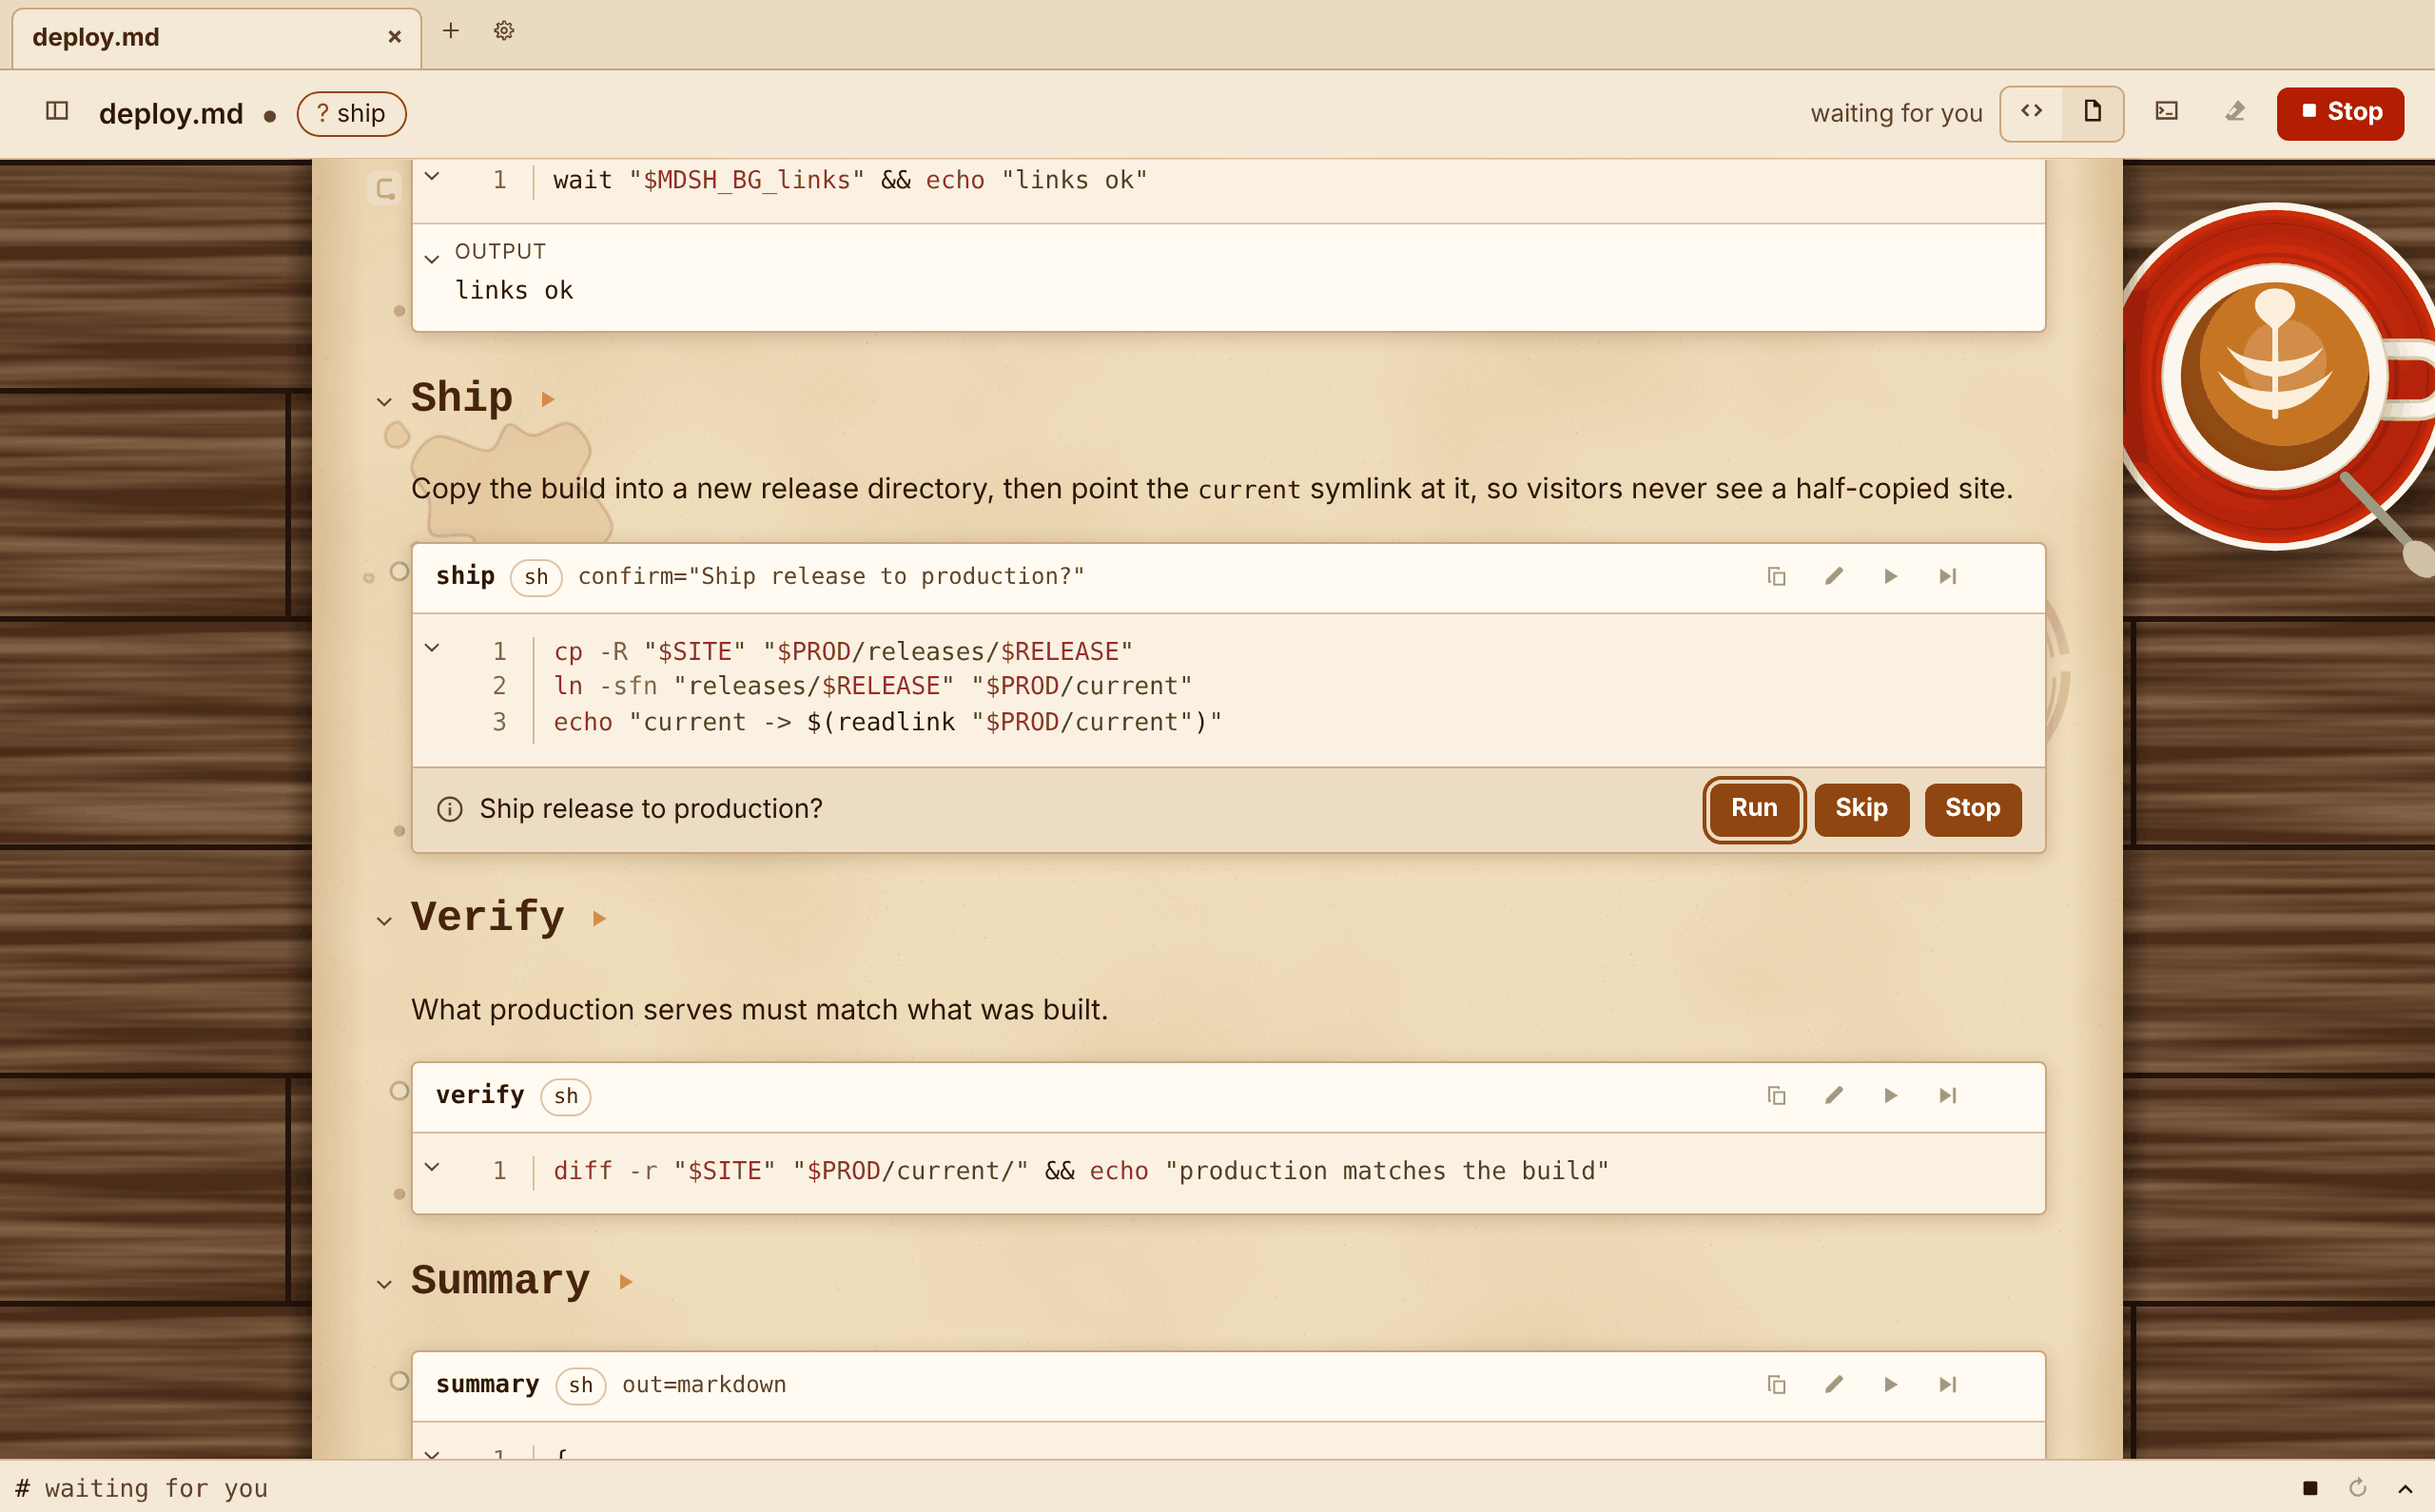 deploy.md
deploy.md
? ship
waiting for you
Stop
1 wait "$MDSH_BG_links" && echo "links ok"
OUTPUT
links ok
Ship
Copy the build into a new release directory, then point the current symlink at it, so visitors never see a half-copied site.
ship sh confirm="Ship release to production?"
1 cp -R "$SITE" "$PROD/releases/$RELEASE"
2 ln -sfn "releases/$RELEASE" "$PROD/current"
3 echo "current -> $(readlink "$PROD/current")"
Ship release to production?
Run Skip Stop
Verify
What production serves must match what was built.
verify sh
1 diff -r "$SITE" "$PROD/current/" && echo "production matches the build"
Summary
summary sh out=markdown
1 {
# waiting for you